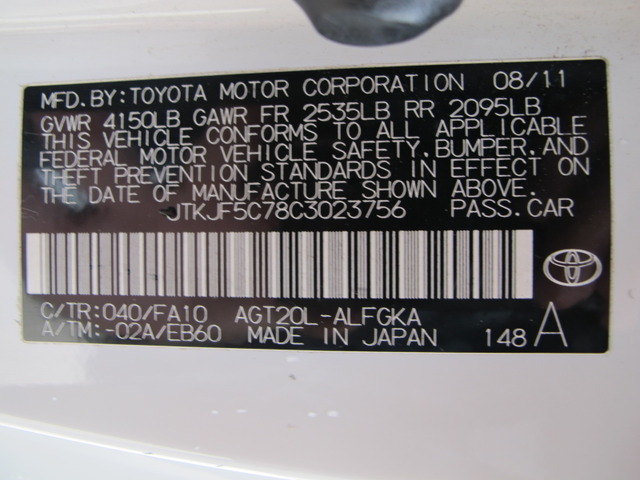 MFD.BY:TOYOTA MOTOR CORPORATION 08/11
GVWR 4150LB GAWR FR 2535LB RR 2095LB
THIS VEHICLE CONFORMS TO ALL APPLICABLE
FEDERAL MOTOR VEHICLE SAFETY,BUMPER,AND
THEFT PREVENTION STANDARDS IN EFFECT ON
THE DATE OF MANUFACTURE SHOWN ABOVE.
JTKJF5C78C3023756 PASS.CAR
C/TR:040/FA10 AGT20L-ALFGKA
A/TM:-02A/EB60 MADE IN JAPAN 148 A